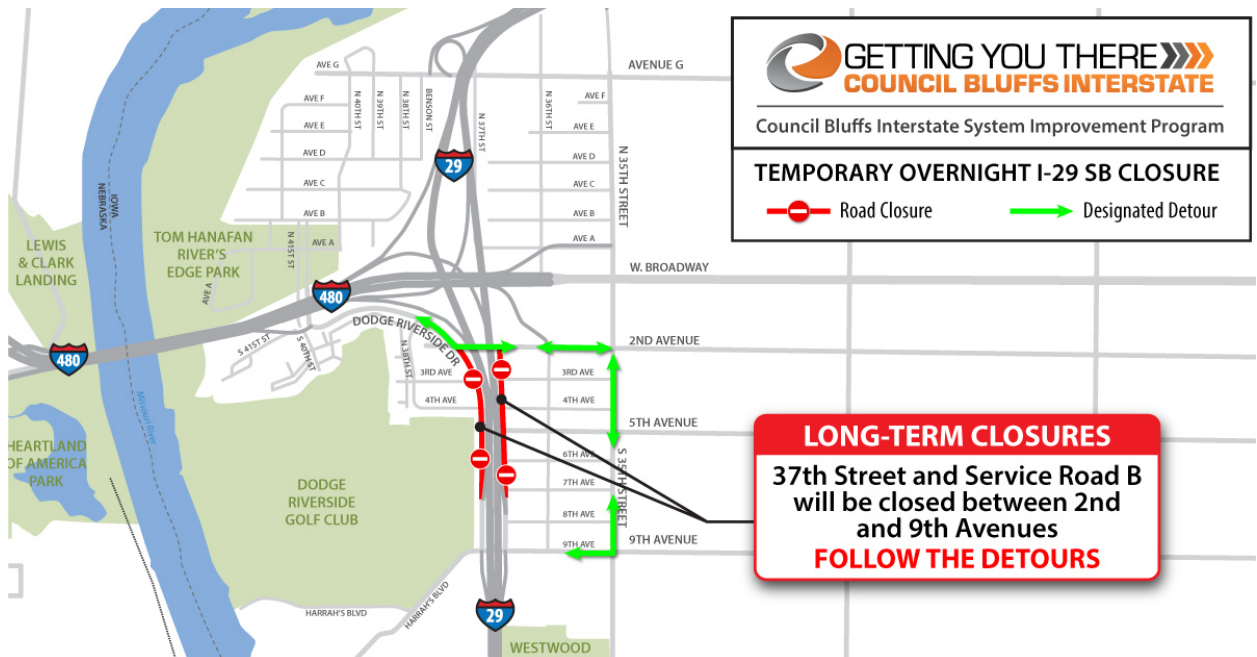 GETTING YOU THERE
COUNCIL BLUFFS INTERSTATE
Council Bluffs Interstate System Improvement Program
TEMPORARY OVERNIGHT I-29 SB CLOSURE
Road Closure
Designated Detour
AVE G
AVENUE G
AVE F
AVE F
AVE E
AVE E
AVE D
AVE D
AVE C
AVE C
AVE B
AVE B
AVE A
AVE A
AVE A
N 40TH ST
N 39TH ST
N 38TH ST
BENSON ST
N 37TH ST
N 36TH ST
N 35TH STREET
N 41ST ST
29
IOWA
NEBRASKA
LEWIS
& CLARK
LANDING
TOM HANAFAN
RIVER'S
EDGE PARK
W. BROADWAY
480
480
S 41ST ST
S 40TH ST
N 38TH ST
DODGE RIVERSIDE DR
2ND AVENUE
3RD AVE
3RD AVE
4TH AVE
4TH AVE
5TH AVENUE
6TH AVE
7TH AVE
8TH AVE
9TH AVE
9TH AVENUE
S 35TH STREET
Missouri River
HEARTLAND
OF AMERICA
PARK
DODGE
RIVERSIDE
GOLF CLUB
LONG-TERM CLOSURES
37th Street and Service Road B
will be closed between 2nd
and 9th Avenues
FOLLOW THE DETOURS
HARRAH'S BLVD
HARRAH'S BLVD
29
WESTWOOD